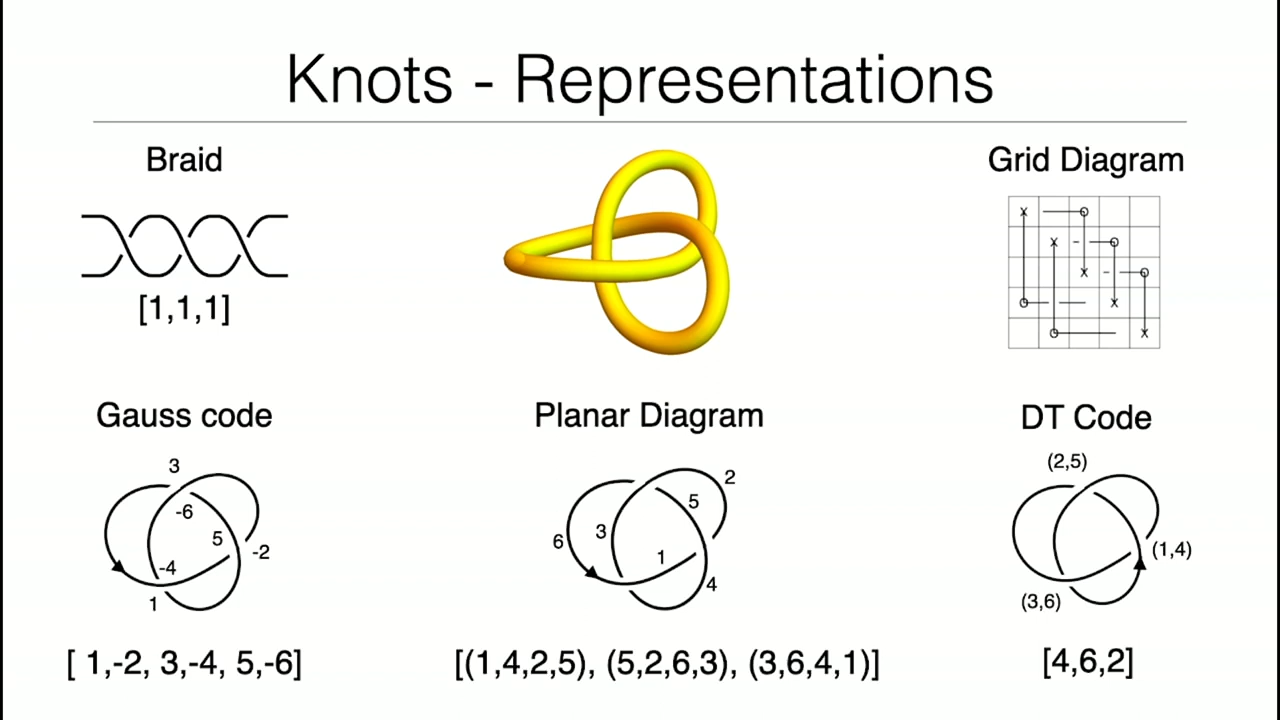 Knots - Representations
Braid
[1,1,1]
Grid Diagram
x
o
x
o
x
o
o
x
o
x
Gauss code
3
-6
5
-2
-4
1
[ 1,-2, 3,-4, 5,-6]
Planar Diagram
2
5
3
6
1
4
[(1,4,2,5), (5,2,6,3), (3,6,4,1)]
DT Code
(2,5)
(1,4)
(3,6)
[4,6,2]